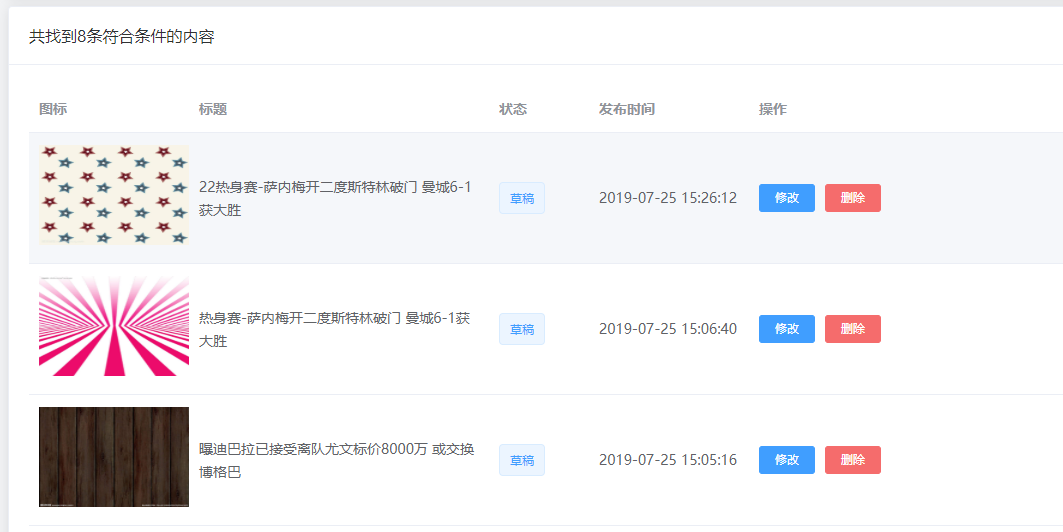 共找到8条符合条件的内容
图标 标题 状态 发布时间 操作
22热身赛-萨内梅开二度斯特林破门 曼城6-1
获大胜
草稿 2019-07-25 15:26:12 修改 删除
热身赛-萨内梅开二度斯特林破门 曼城6-1获
大胜
草稿 2019-07-25 15:06:40 修改 删除
曝迪巴拉已接受离队尤文标价8000万 或交换
博格巴
草稿 2019-07-25 15:05:16 修改 删除